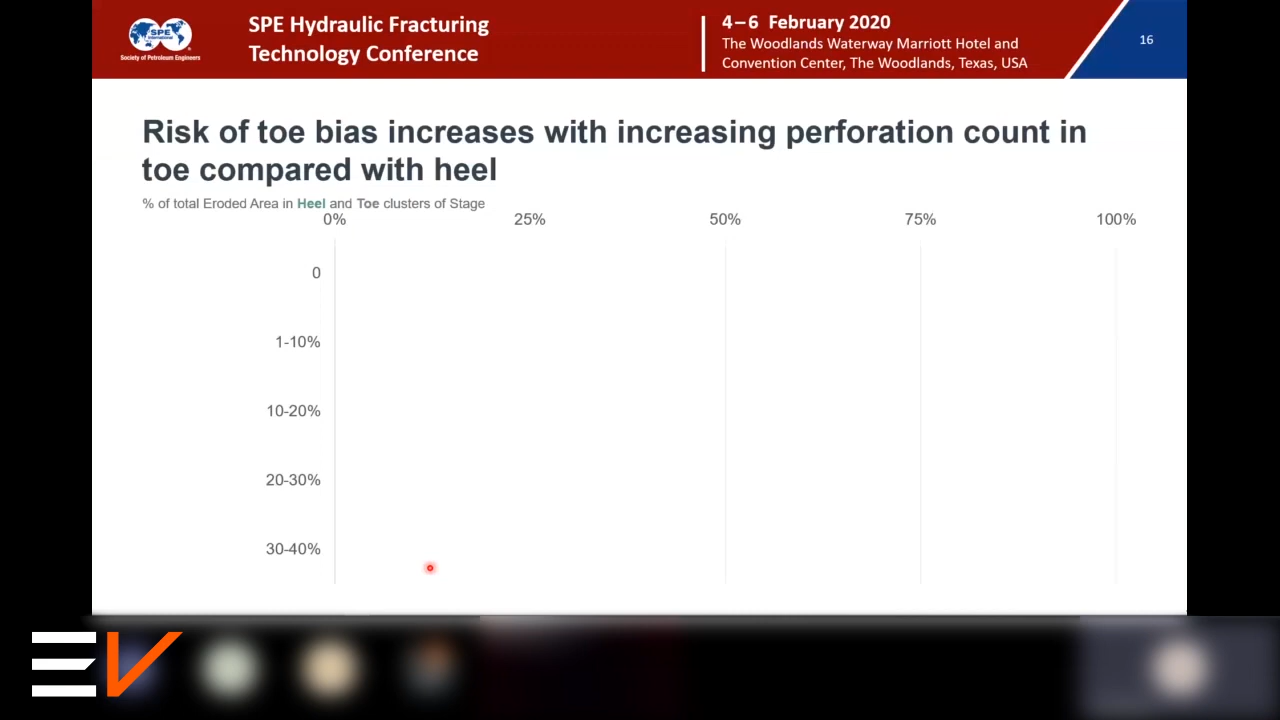 SPE
International
Society of Petroleum Engineers
SPE Hydraulic Fracturing
Technology Conference
4–6 February 2020
The Woodlands Waterway Marriott Hotel and
Convention Center, The Woodlands, Texas, USA
16
Risk of toe bias increases with increasing perforation count in
toe compared with heel
% of total Eroded Area in Heel and Toe clusters of Stage
0% 25% 50% 75% 100%
0
1-10%
10-20%
20-30%
30-40%
EV